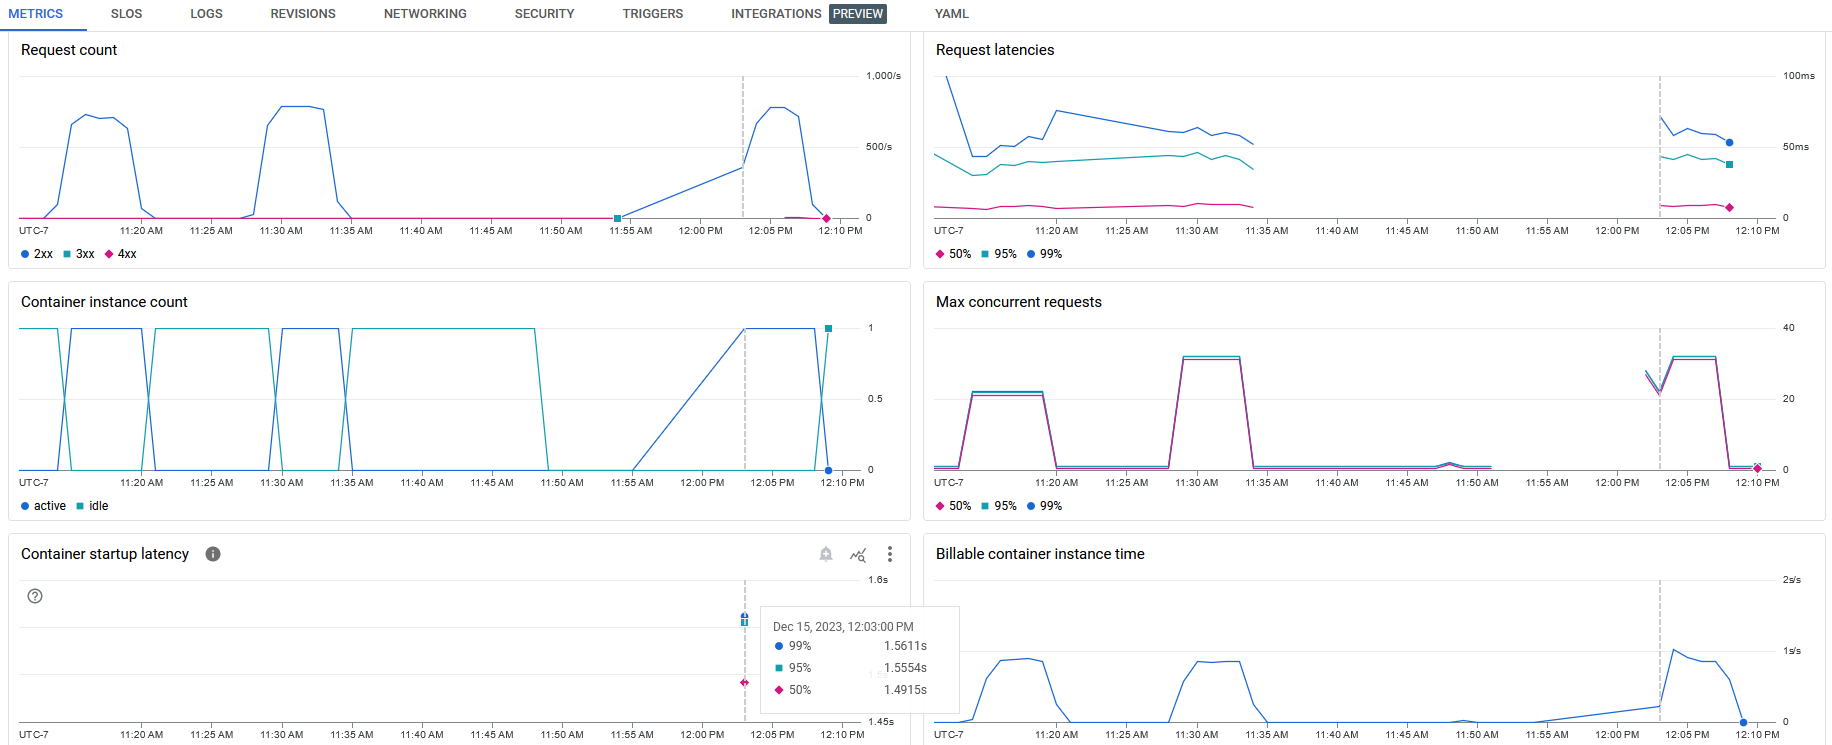 METRICS SLOS LOGS REVISIONS NETWORKING SECURITY TRIGGERS INTEGRATIONS PREVIEW YAML
Request count
1,000/s
500/s
0
UTC-7 11:20 AM 11:25 AM 11:30 AM 11:35 AM 11:40 AM 11:45 AM 11:50 AM 11:55 AM 12:00 PM 12:05 PM 12:10 PM
2xx 3xx 4xx
Request latencies
100ms
50ms
0
UTC-7 11:20 AM 11:25 AM 11:30 AM 11:35 AM 11:40 AM 11:45 AM 11:50 AM 11:55 AM 12:00 PM 12:05 PM 12:10 PM
50% 95% 99%
Container instance count
1
0.5
0
UTC-7 11:20 AM 11:25 AM 11:30 AM 11:35 AM 11:40 AM 11:45 AM 11:50 AM 11:55 AM 12:00 PM 12:05 PM 12:10 PM
active idle
Max concurrent requests
40
20
0
UTC-7 11:20 AM 11:25 AM 11:30 AM 11:35 AM 11:40 AM 11:45 AM 11:50 AM 11:55 AM 12:00 PM 12:05 PM 12:10 PM
50% 95% 99%
Container startup latency
1.6s
Dec 15, 2023, 12:03:00 PM
99% 1.5611s
95% 1.5554s
50% 1.4915s
1.45s
UTC-7 11:20 AM 11:25 AM 11:30 AM 11:35 AM 11:40 AM 11:45 AM 11:50 AM 11:55 AM 12:00 PM 12:05 PM 12:10 PM
Billable container instance time
2s/s
1s/s
0
UTC-7 11:20 AM 11:25 AM 11:30 AM 11:35 AM 11:40 AM 11:45 AM 11:50 AM 11:55 AM 12:00 PM 12:05 PM 12:10 PM